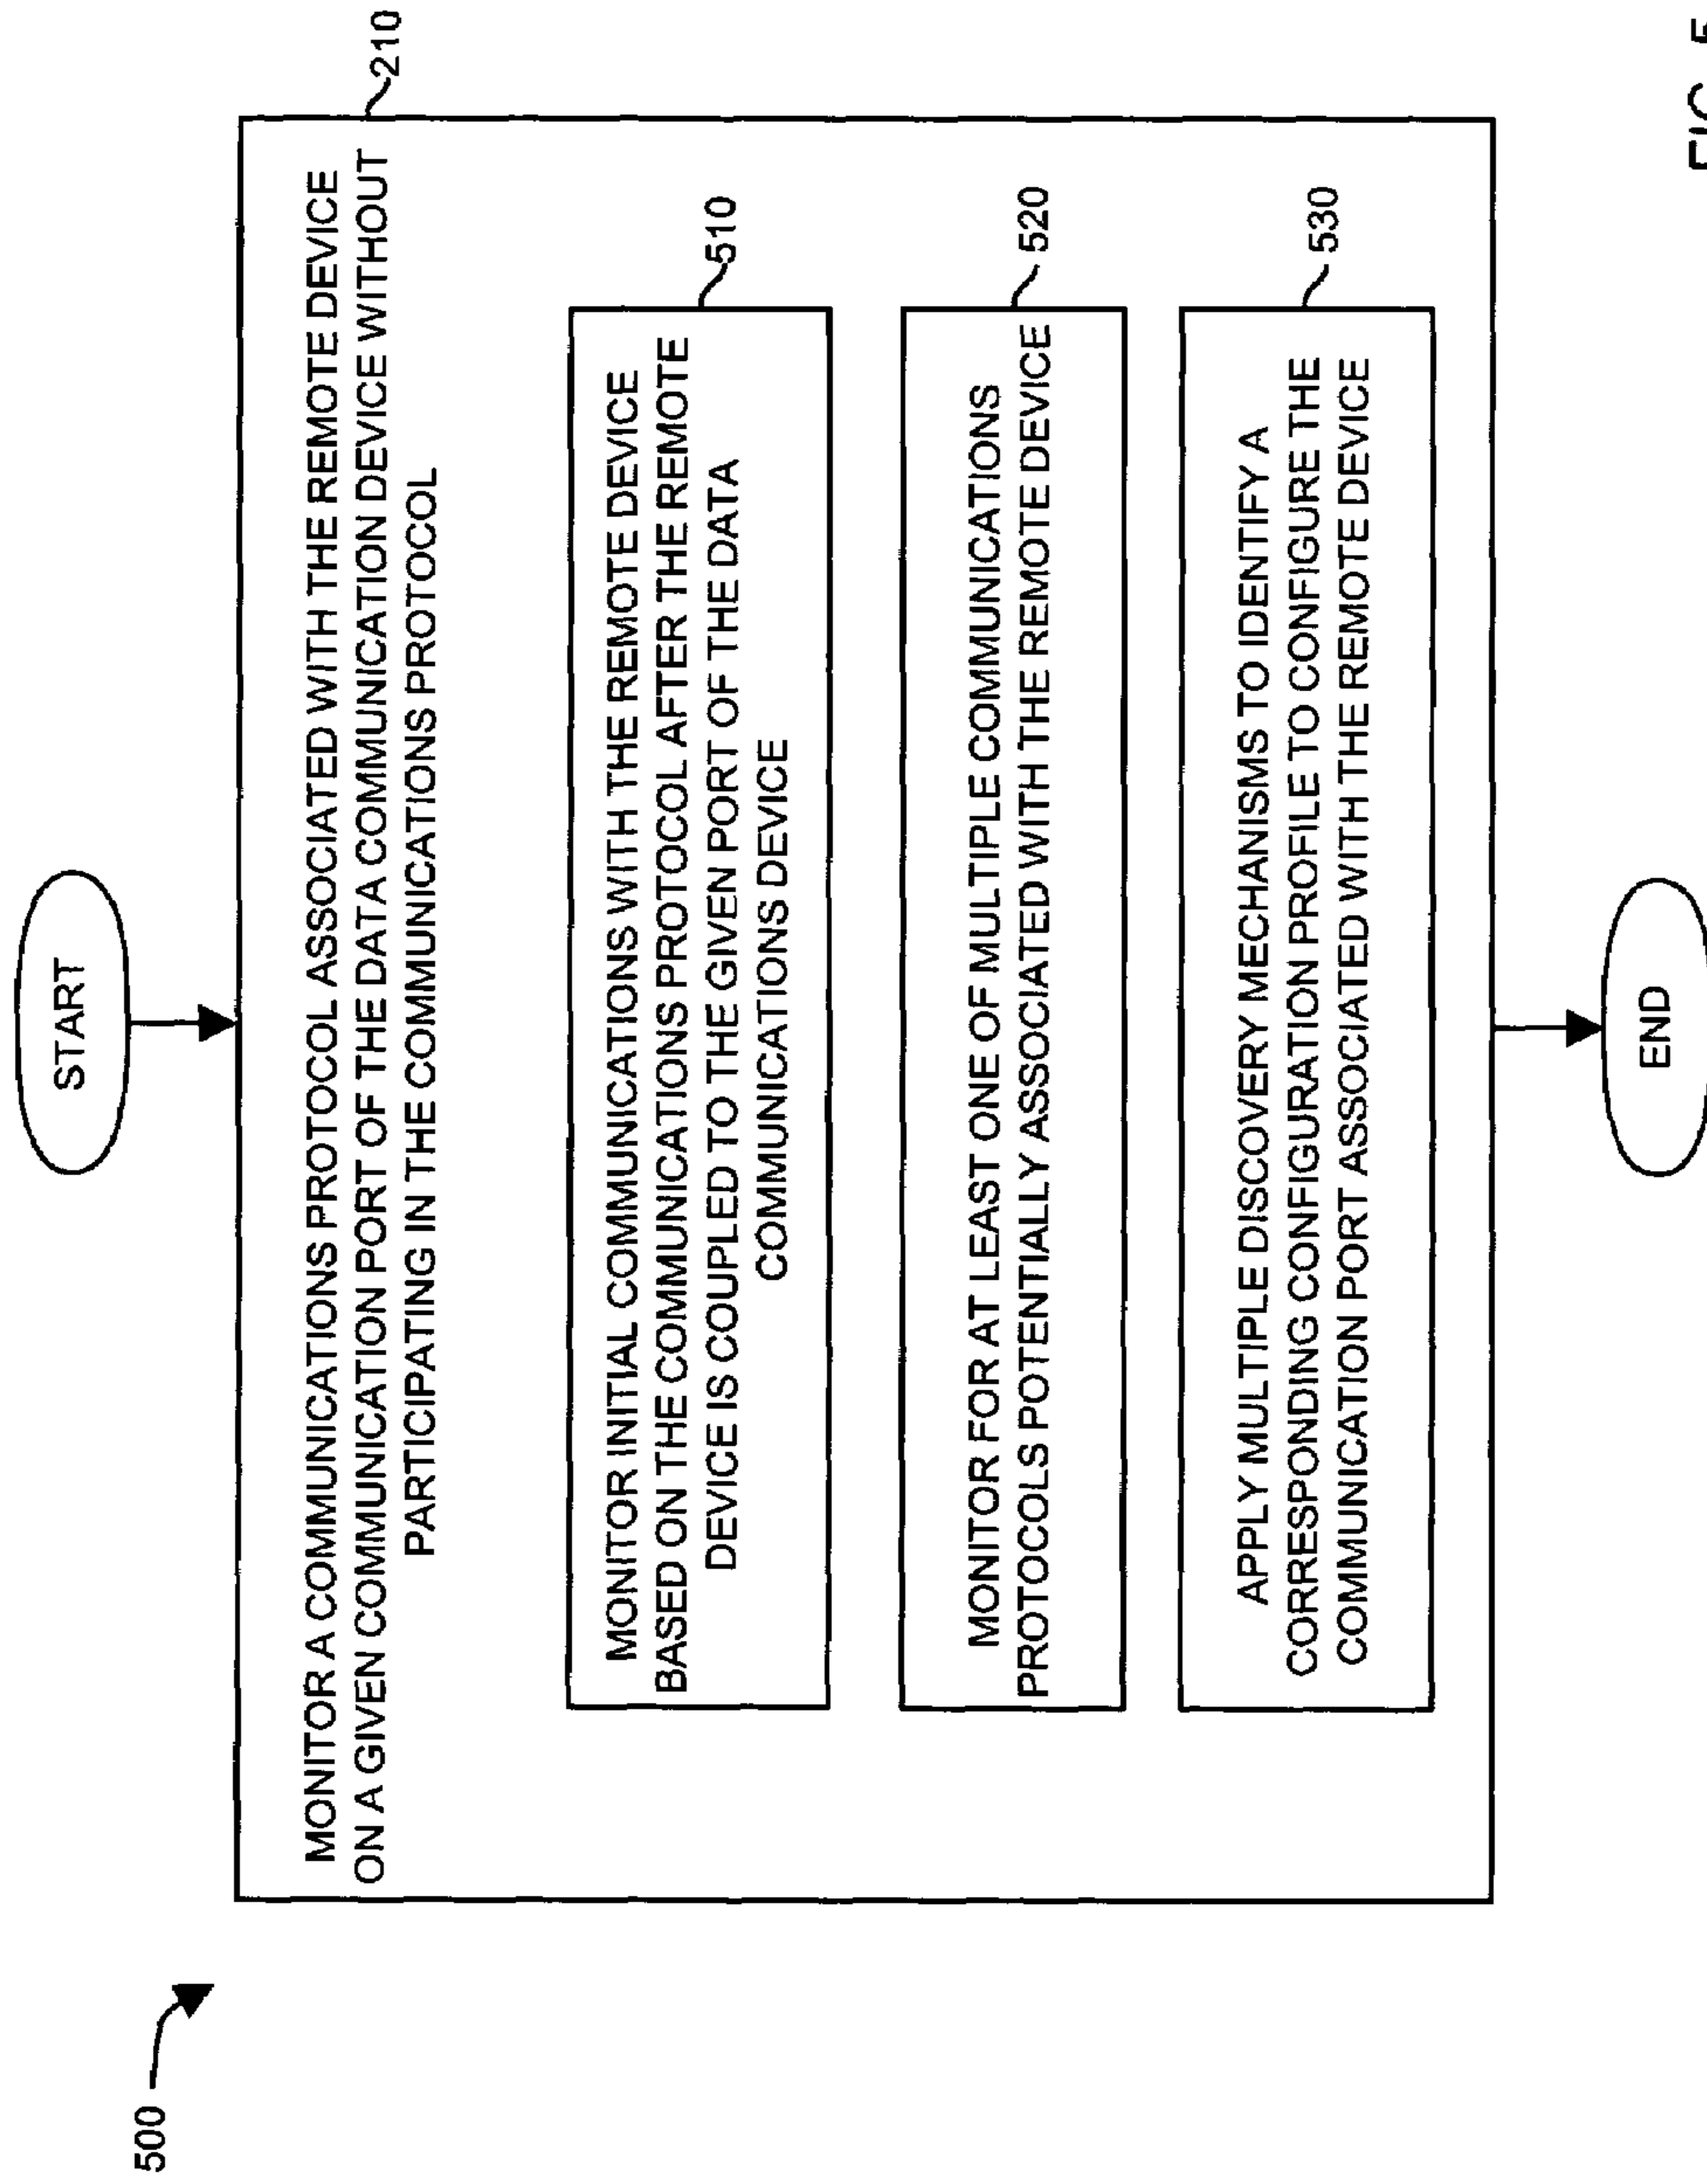 500
START
MONITOR A COMMUNICATIONS PROTOCOL ASSOCIATED WITH THE REMOTE DEVICE
ON A GIVEN COMMUNICATION PORT OF THE DATA COMMUNICATION DEVICE WITHOUT
PARTICIPATING IN THE COMMUNICATIONS PROTOCOL
210
MONITOR INITIAL COMMUNICATIONS WITH THE REMOTE DEVICE
BASED ON THE COMMUNICATIONS PROTOCOL AFTER THE REMOTE
DEVICE IS COUPLED TO THE GIVEN PORT OF THE DATA
COMMUNICATIONS DEVICE
510
MONITOR FOR AT LEAST ONE OF MULTIPLE COMMUNICATIONS
PROTOCOLS POTENTIALLY ASSOCIATED WITH THE REMOTE DEVICE
520
APPLY MULTIPLE DISCOVERY MECHANISMS TO IDENTIFY A
CORRESPONDING CONFIGURATION PROFILE TO CONFIGURE THE
COMMUNICATION PORT ASSOCIATED WITH THE REMOTE DEVICE
530
END